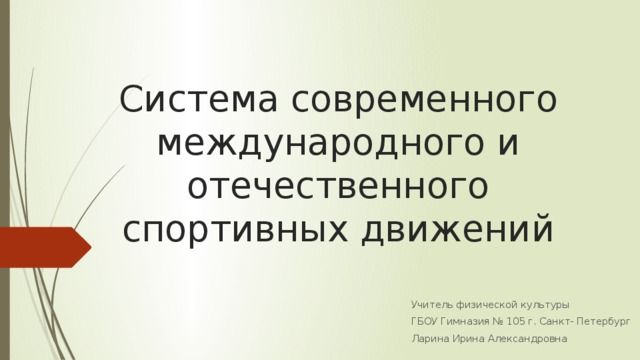 Система современного
международного и
отечественного
спортивных движений
Учитель физической культуры
ГБОУ Гимназия № 105 г. Санкт- Петербург
Ларина Ирина Александровна